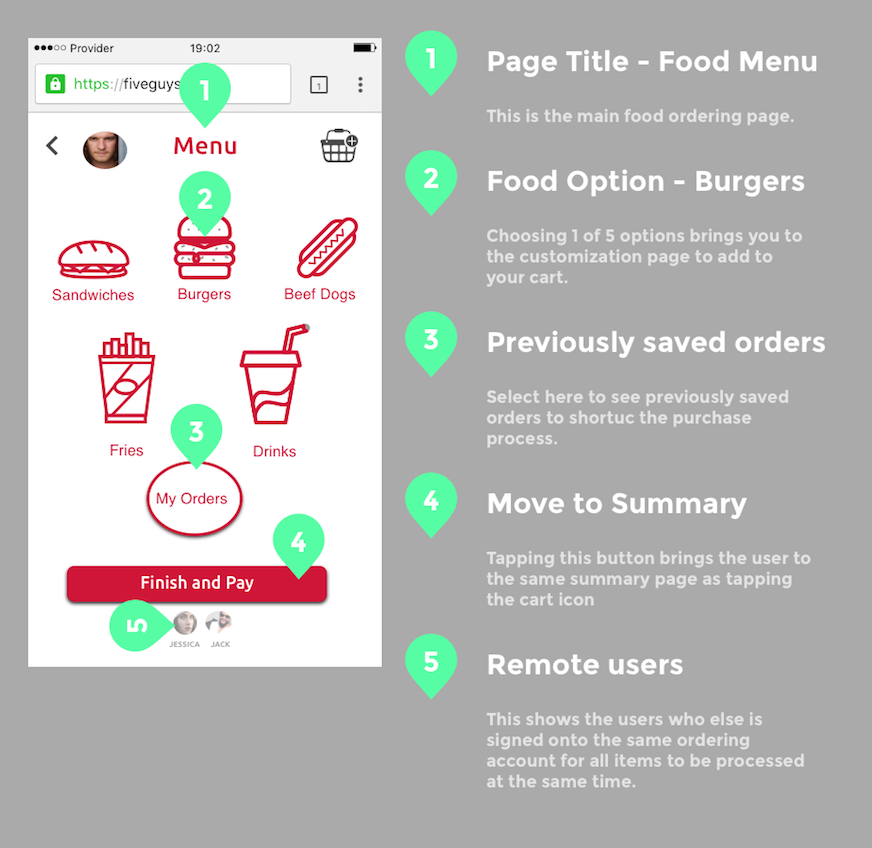 Provider
19:02
https://fiveguys
1
1
Menu
2
Sandwiches
Burgers
Beef Dogs
Fries
Drinks
3
My Orders
4
Finish and Pay
5
JESSICA
JACK
1
Page Title - Food Menu
This is the main food ordering page.
2
Food Option - Burgers
Choosing 1 of 5 options brings you to
the customization page to add to
your cart.
3
Previously saved orders
Select here to see previously saved
orders to shortuc the purchase
process.
4
Move to Summary
Tapping this button brings the user to
the same summary page as tapping
the cart icon
5
Remote users
This shows the users who else is
signed onto the same ordering
account for all items to be processed
at the same time.